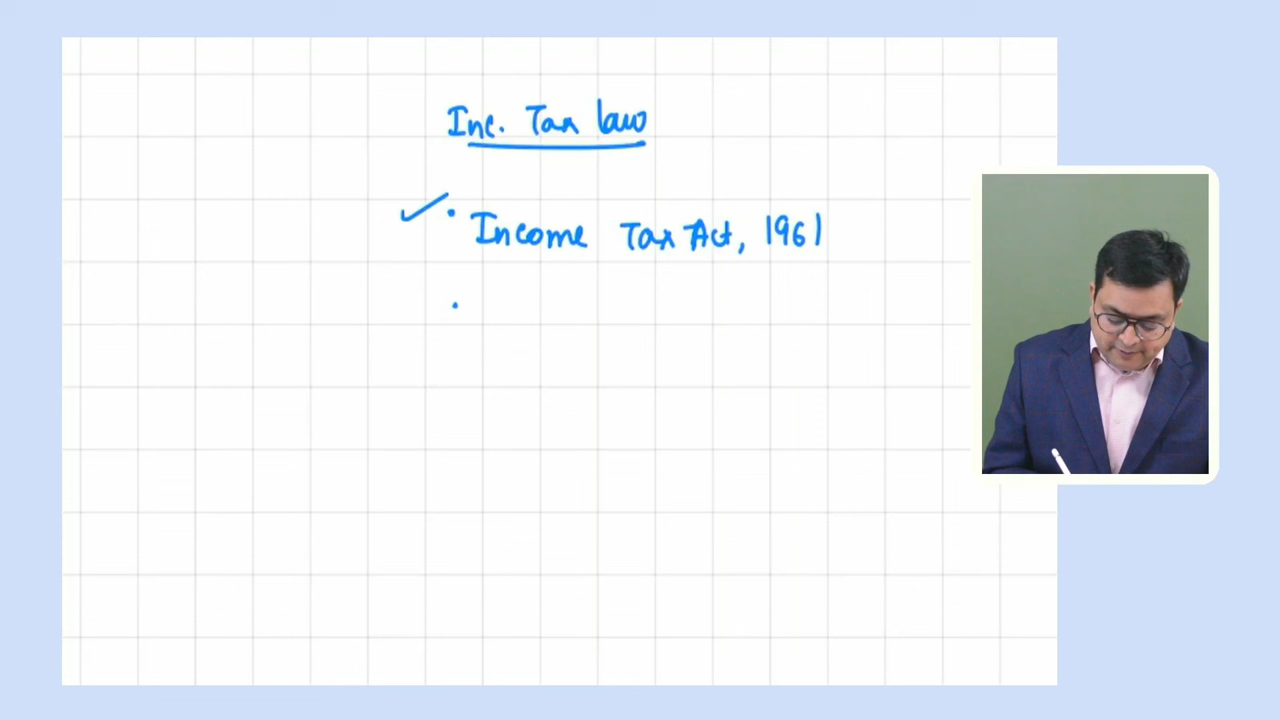 Inc. Tax law
• Income Tax Act, 1961
•